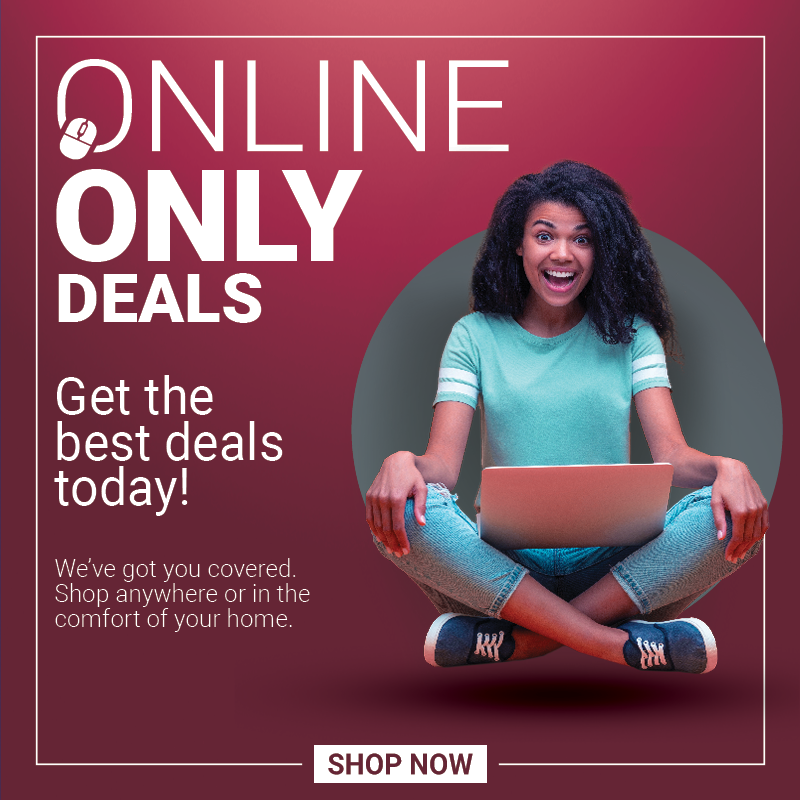 ONLINE
ONLY
DEALS
Get the
best deals
today!
We've got you covered.
Shop anywhere or in the
comfort of your home.
SHOP NOW